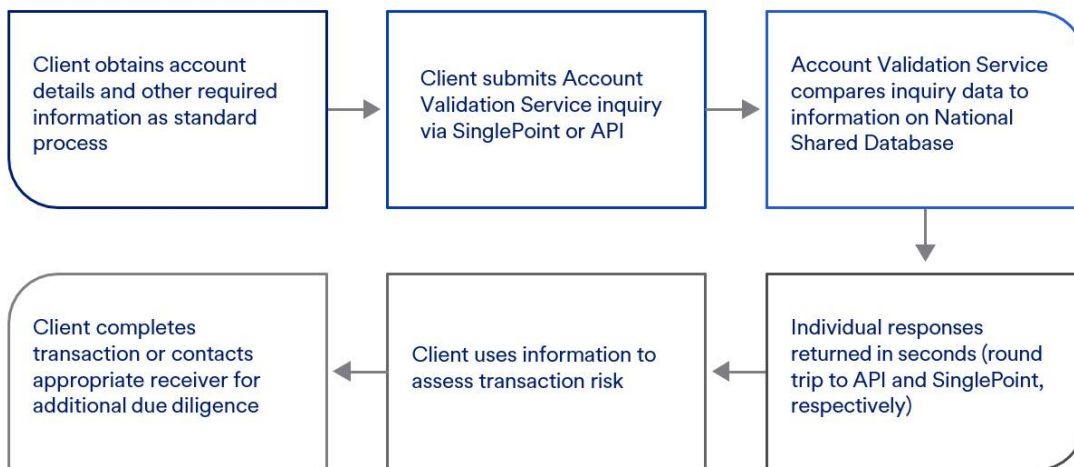 Client obtains account
details and other required
information as standard
process
Client submits Account
Validation Service inquiry
via SinglePoint or API
Account Validation Service
compares inquiry data to
information on National
Shared Database
Individual responses
returned in seconds (round
trip to API and SinglePoint,
respectively)
Client uses information to
assess transaction risk
Client completes
transaction or contacts
appropriate receiver for
additional due diligence